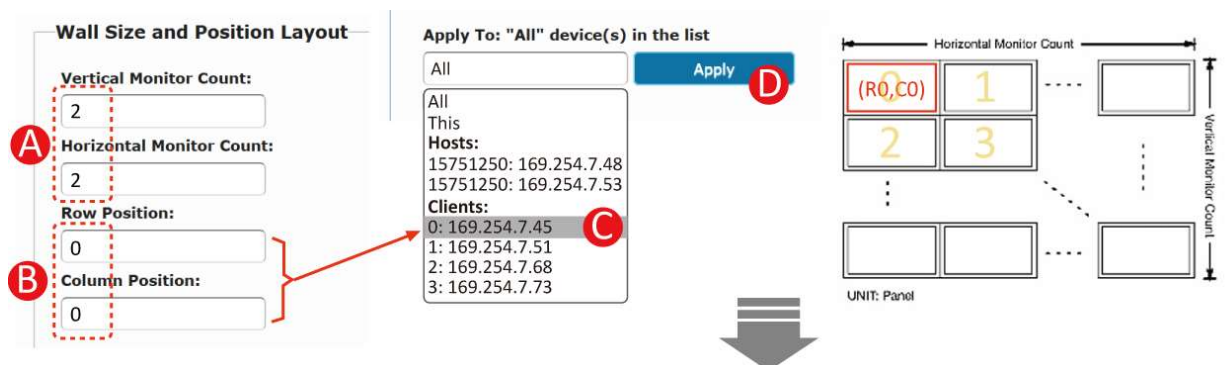 Wall Size and Position Layout
Vertical Monitor Count:
2
A
Horizontal Monitor Count:
2
Row Position:
0
B
Column Position:
0
Apply To: "All" device(s) in the list
All
Apply
D
All
This
Hosts:
15751250: 169.254.7.48
15751250: 169.254.7.53
Clients:
0: 169.254.7.45
C
1: 169.254.7.51
2: 169.254.7.68
3: 169.254.7.73
Horizontal Monitor Count
(R0,C0)
0
1
2
3
Vertical Monitor Count
UNIT: Panel